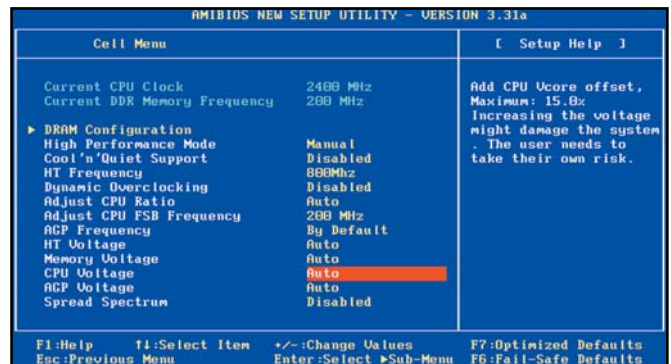 AMIBIOS NEW SETUP UTILITY - VERSION 3.31a
Cell Menu
[ Setup Help ]
Current CPU Clock 2400 MHz
Current DDR Memory Frequency 200 MHz
► DRAM Configuration
High Performance Mode Manual
Cool'n'Quiet Support Disabled
HT Frequency 800Mhz
Dynamic Overclocking Disabled
Adjust CPU Ratio Auto
Adjust CPU FSB Frequency 200 MHz
AGP Frequency By Default
HT Voltage Auto
Memory Voltage Auto
CPU Voltage Auto
AGP Voltage Auto
Spread Spectrum Disabled
Add CPU Vcore offset,
Maximum: 15.0%
Increasing the voltage
might damage the system
. The user needs to
take their own risk.
F1:Help ↑↓:Select Item +/-:Change Values F7:Optimized Defaults
Esc:Previous Menu Enter:Select ►Sub-Menu F6:Fail-Safe Defaults